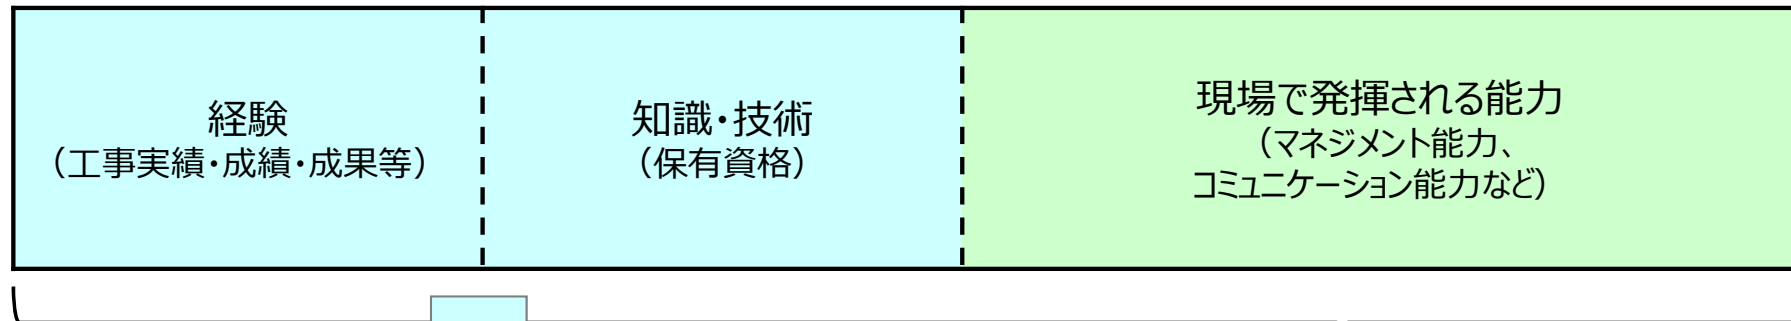 経験
（工事実績・成績・成果等）
知識・技術
（保有資格）
現場で発揮される能力
（マネジメント能力、
コミュニケーション能力など）